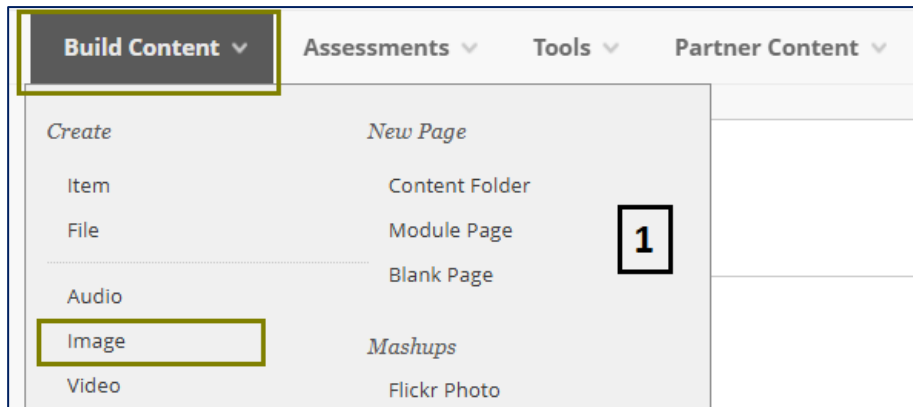 Build Content Assessments Tools Partner Content
Create
Item
File
Audio
Image
Video
New Page
Content Folder
Module Page
Blank Page
Mashups
Flickr Photo
1